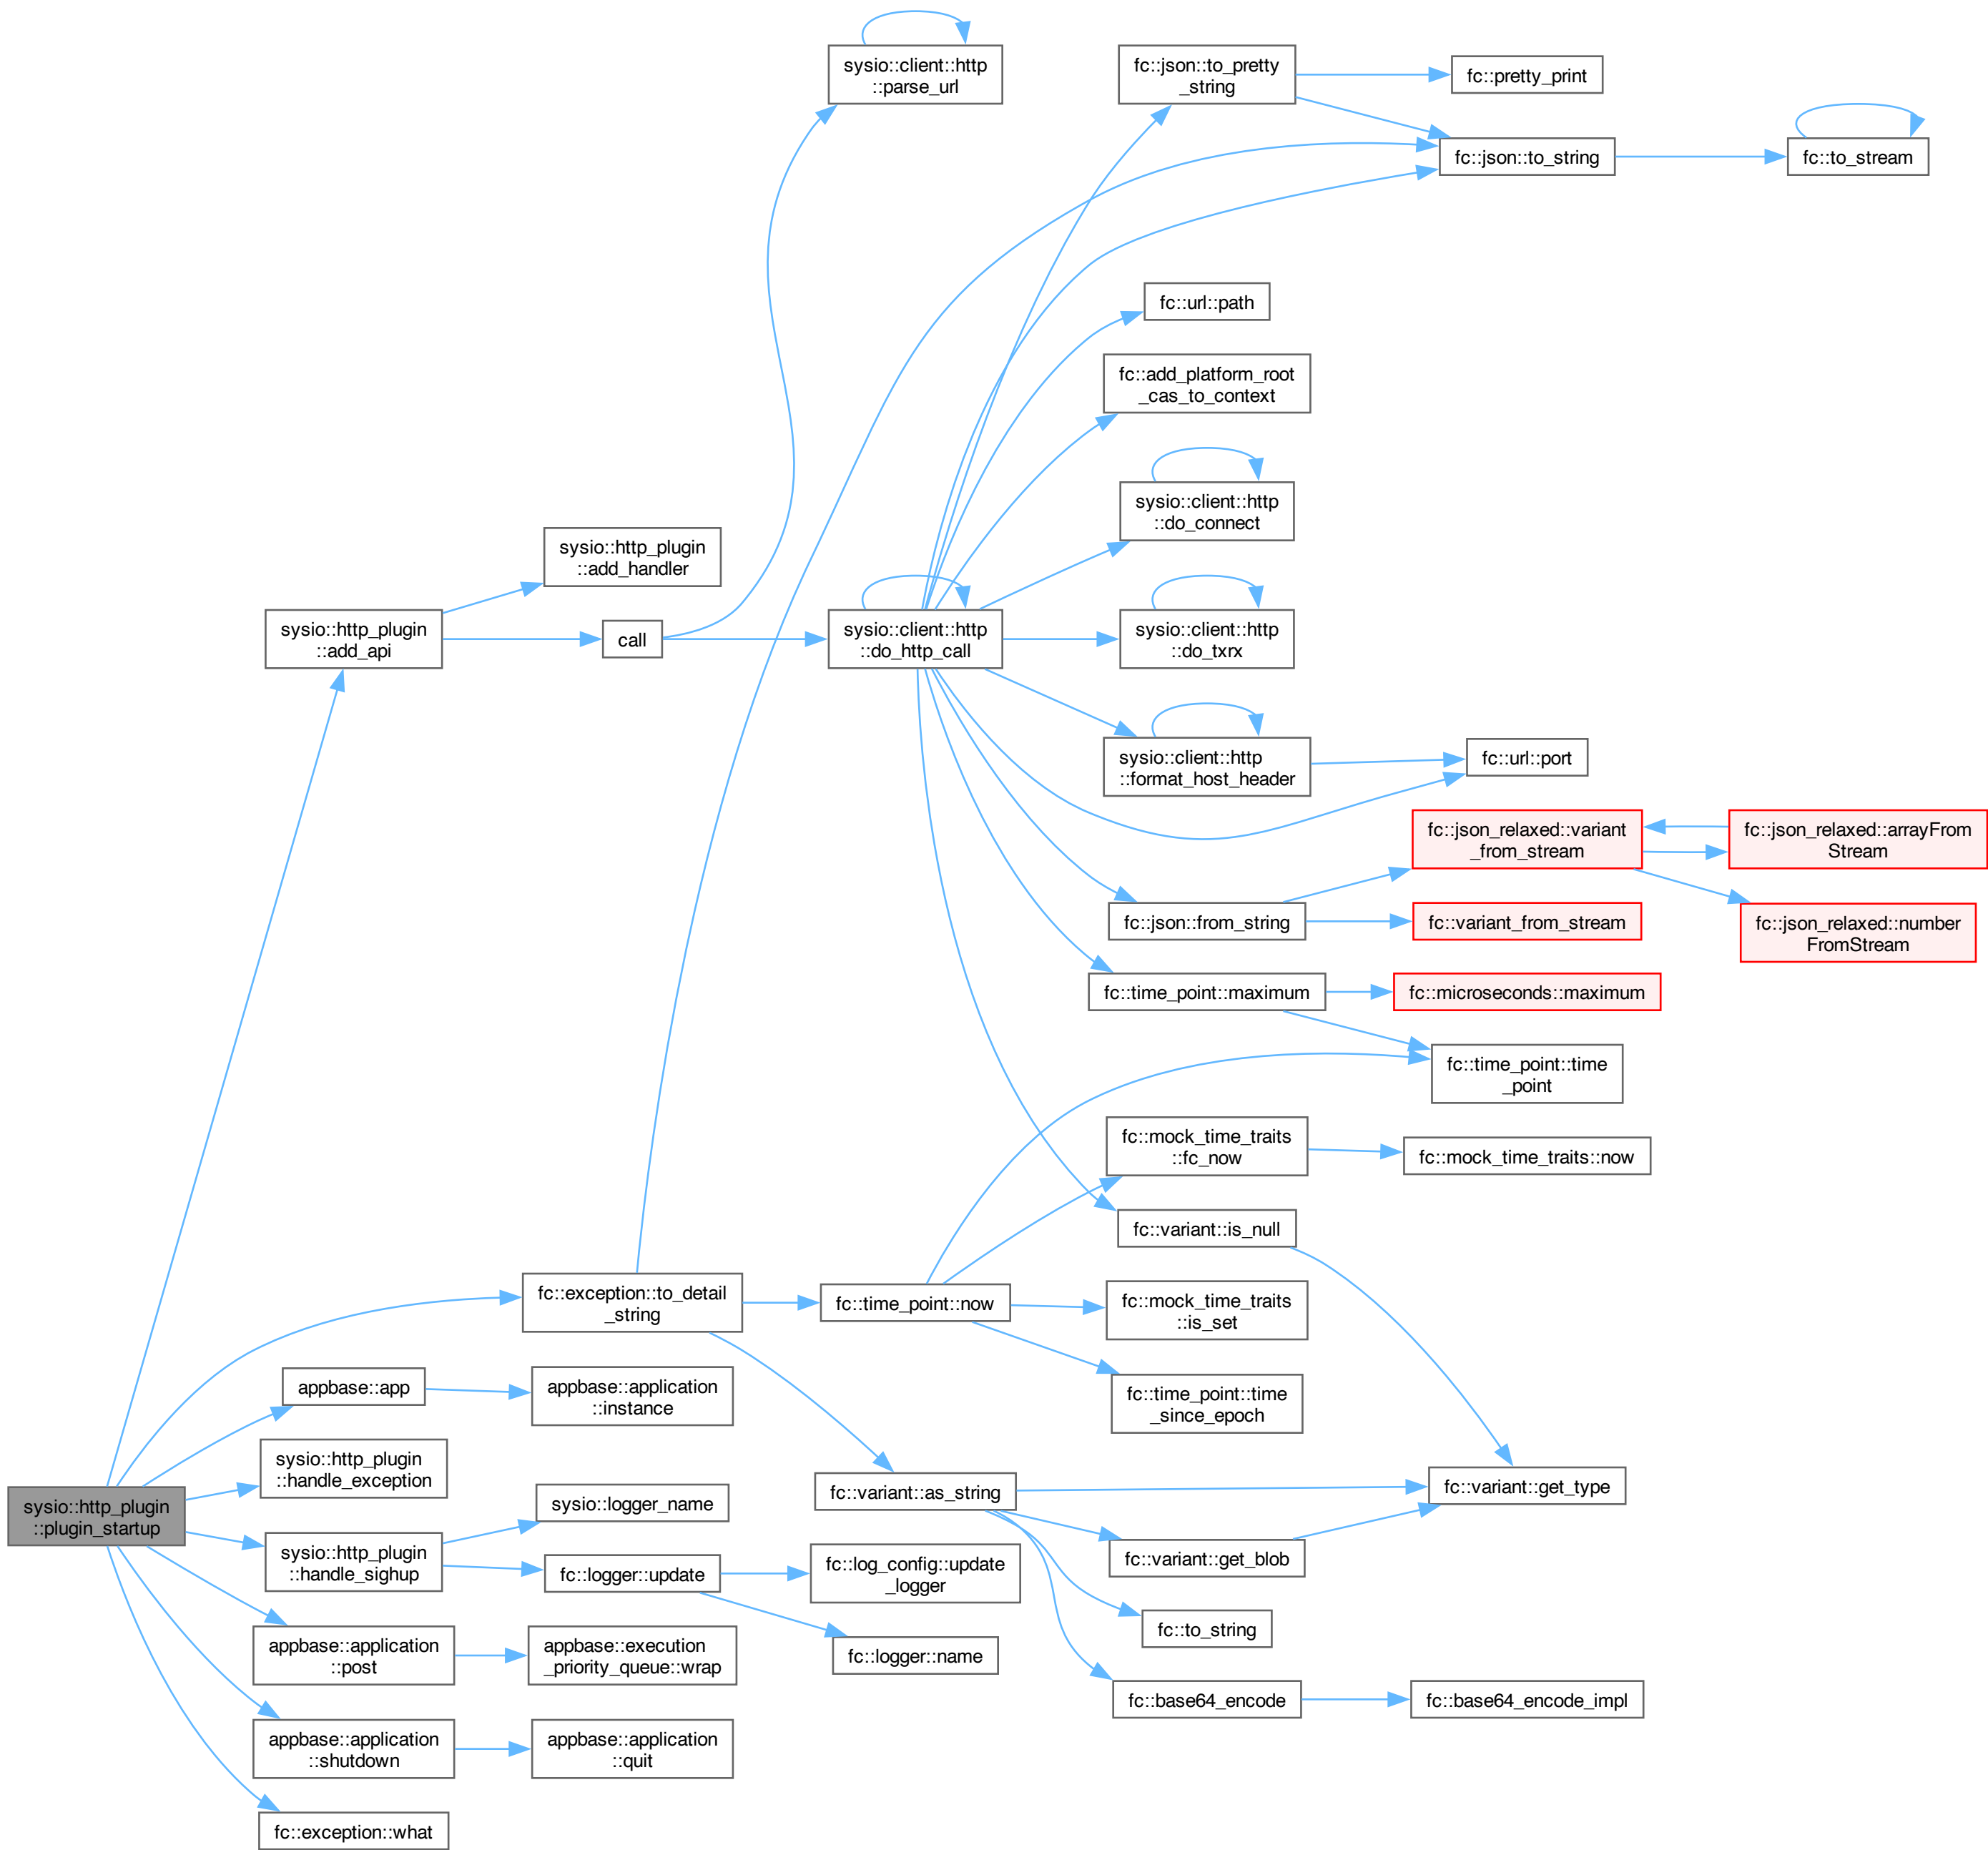 sysio::client::http
::parse_url
fc::json::to_pretty
_string
fc::pretty_print
fc::json::to_string
fc::to_stream
fc::url::path
fc::add_platform_root
_cas_to_context
sysio::client::http
::do_connect
sysio::http_plugin
::add_handler
sysio::http_plugin
::add_api
call
sysio::client::http
::do_http_call
sysio::client::http
::do_txrx
sysio::client::http
::format_host_header
fc::url::port
fc::json_relaxed::variant
_from_stream
fc::json_relaxed::arrayFrom
Stream
fc::json::from_string
fc::variant_from_stream
fc::json_relaxed::number
FromStream
fc::time_point::maximum
fc::microseconds::maximum
fc::time_point::time
_point
fc::mock_time_traits
::fc_now
fc::mock_time_traits::now
fc::variant::is_null
fc::exception::to_detail
_string
fc::time_point::now
fc::mock_time_traits
::is_set
appbase::app
appbase::application
::instance
fc::time_point::time
_since_epoch
sysio::http_plugin
::handle_exception
sysio::http_plugin
::plugin_startup
sysio::logger_name
fc::variant::as_string
fc::variant::get_type
sysio::http_plugin
::handle_sighup
fc::logger::update
fc::log_config::update
_logger
fc::variant::get_blob
fc::to_string
appbase::application
::post
appbase::execution
_priority_queue::wrap
fc::logger::name
fc::base64_encode
fc::base64_encode_impl
appbase::application
::shutdown
appbase::application
::quit
fc::exception::what